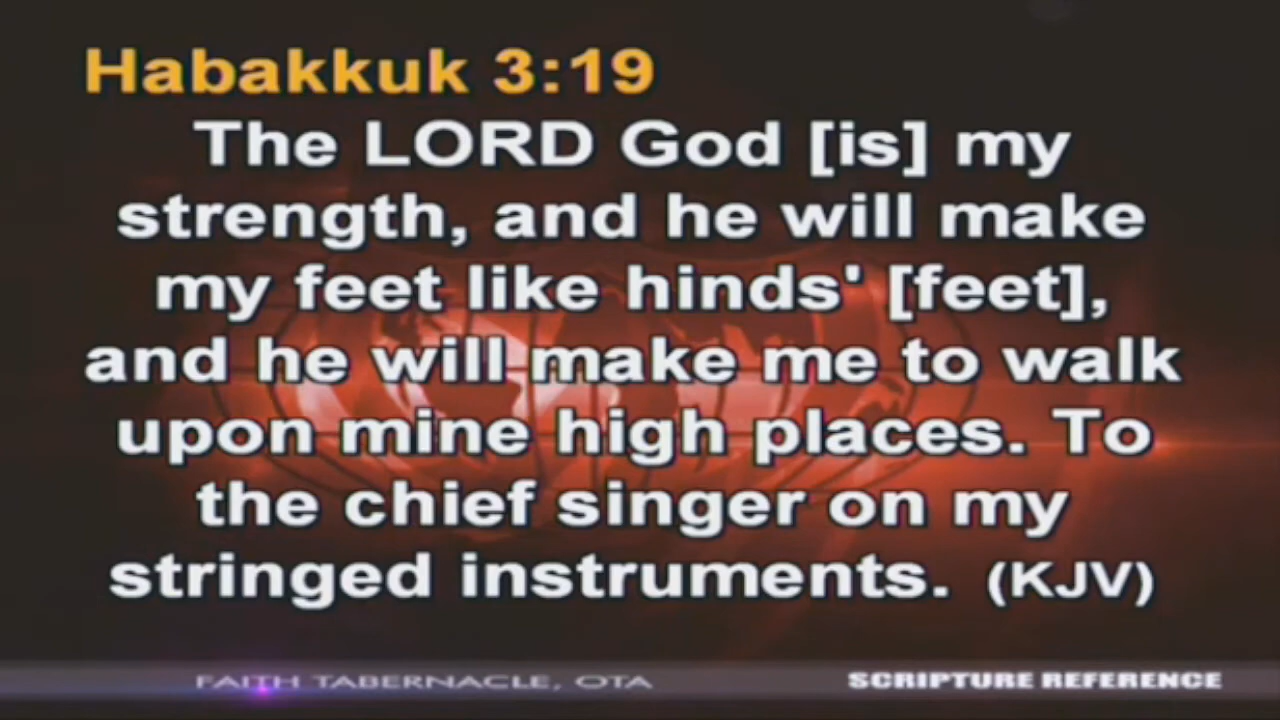 Habakkuk 3:19
The LORD God [is] my
strength, and he will make
my feet like hinds' [feet],
and he will make me to walk
upon mine high places. To
the chief singer on my
stringed instruments. (KJV)
FAITH TABERNACLE, OTA
SCRIPTURE REFERENCE